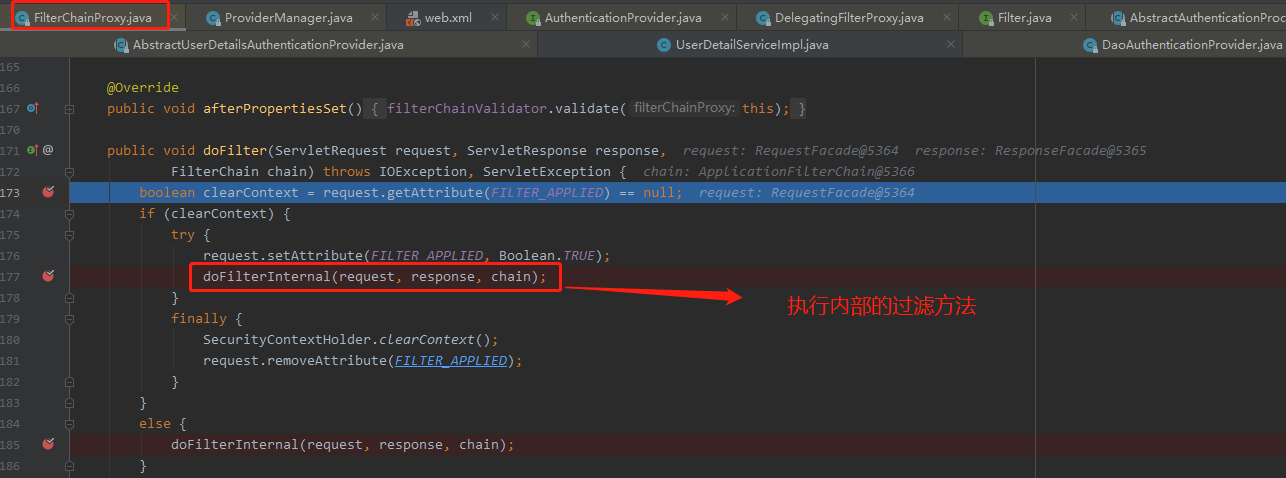 FilterChainProxy.java ProviderManager.java web.xml AuthenticationProvider.java DelegatingFilterProxy.java Filter.java AbstractAuthenticationProc
AbstractUserDetailsAuthenticationProvider.java UserDetailServiceImpl.java DaoAuthenticationProvider.java
165
166 @Override
167 public void afterPropertiesSet() { filterChainValidator.validate( filterChainProxy: this); }
170
171 @ public void doFilter(ServletRequest request, ServletResponse response, request: RequestFacade@5364 response: ResponseFacade@5365
172 FilterChain chain) throws IOException, ServletException { chain: ApplicationFilterChain@5366
173 boolean clearContext = request.getAttribute(FILTER_APPLIED) == null; request: RequestFacade@5364
174 if (clearContext) {
175 try {
176 request.setAttribute(FILTER_APPLIED, Boolean.TRUE);
177 doFilterInternal(request, response, chain);
178 }
执行内部的过滤方法
179 finally {
180 SecurityContextHolder.clearContext();
181 request.removeAttribute(FILTER_APPLIED);
182 }
183 }
184 else {
185 doFilterInternal(request, response, chain);
186 }